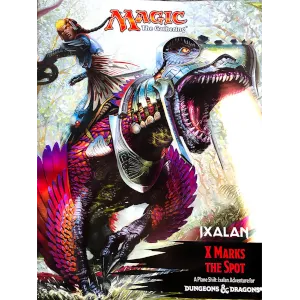 MAGIC
The Gathering
IXALAN
X MARKS
THE SPOT
A Plane Shift: Ixalan Adventure for
DUNGEONS & DRAGONS